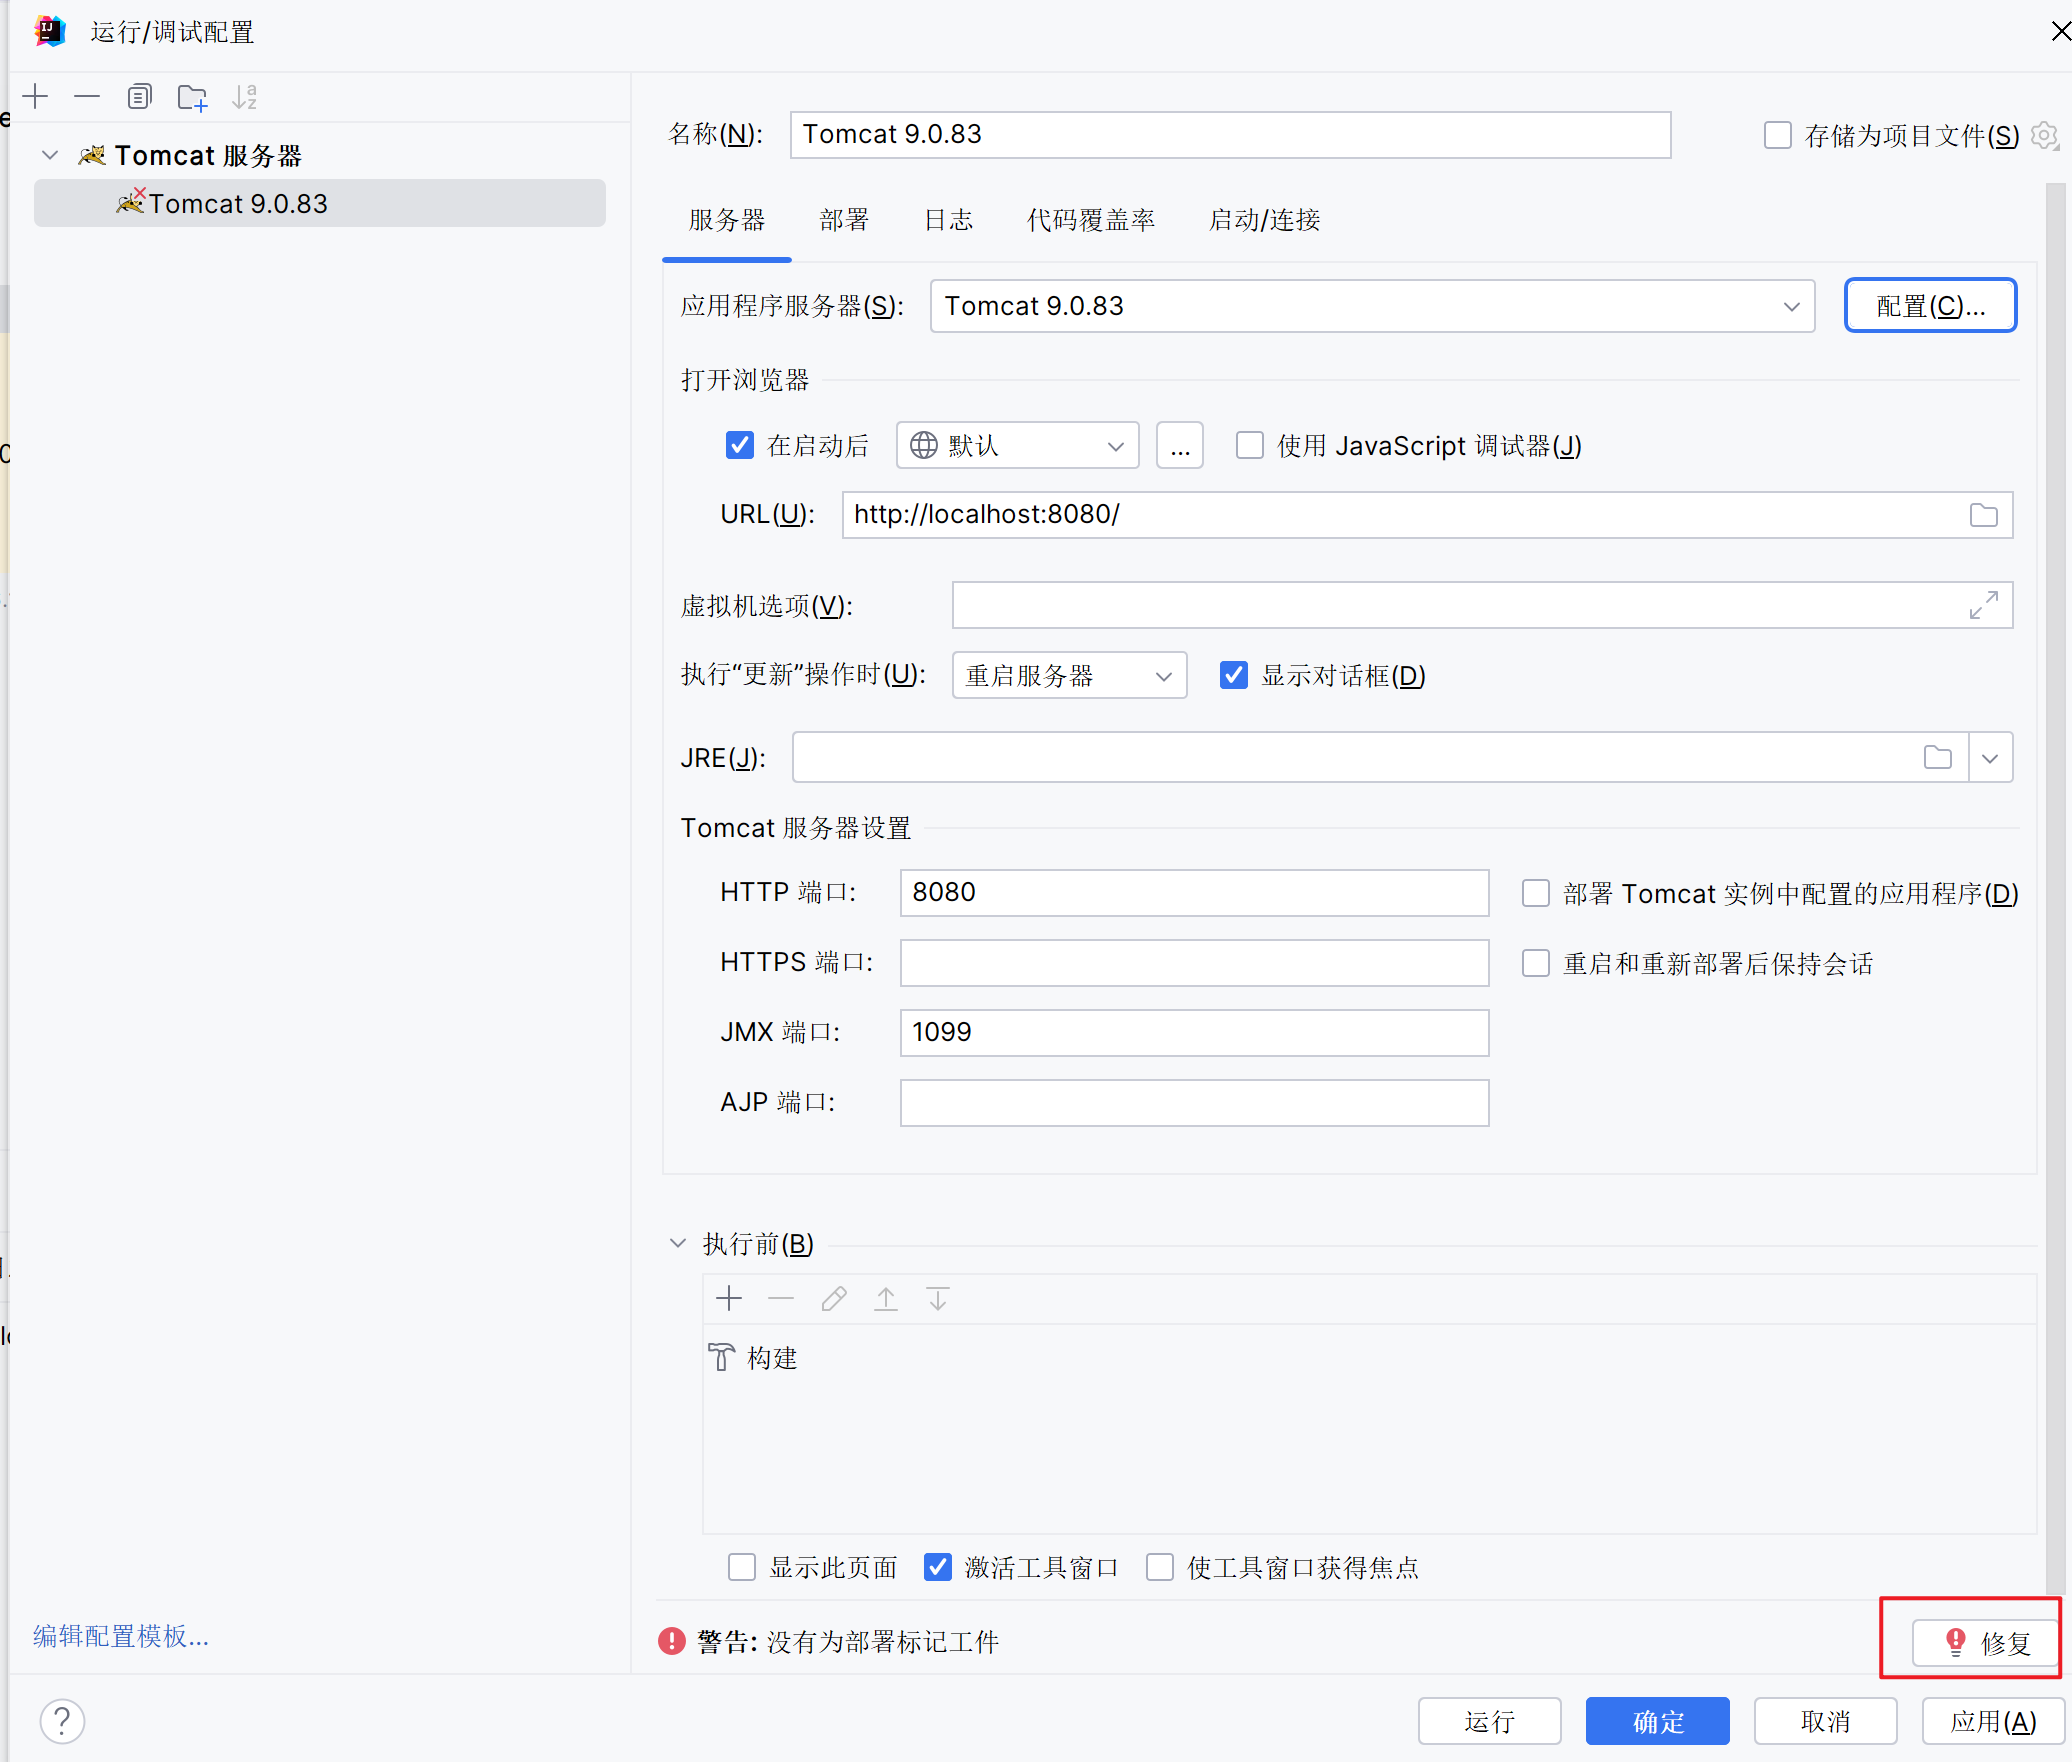 运行/调试配置
Tomcat 服务器
Tomcat 9.0.83
名称(N): Tomcat 9.0.83 存储为项目文件(S)
服务器 部署 日志 代码覆盖率 启动/连接
应用程序服务器(S): Tomcat 9.0.83 配置(C)...
打开浏览器
在启动后 默认 ... 使用 JavaScript 调试器(J)
URL(U): http://localhost:8080/
虚拟机选项(V):
执行“更新”操作时(U): 重启服务器 显示对话框(D)
JRE(J):
Tomcat 服务器设置
HTTP 端口: 8080 部署 Tomcat 实例中配置的应用程序(D)
HTTPS 端口: 重启和重新部署后保持会话
JMX 端口: 1099
AJP 端口:
执行前(B)
构建
显示此页面 激活工具窗口 使工具窗口获得焦点
编辑配置模板...
警告: 没有为部署标记工件 修复
? 运行 确定 取消 应用(A)